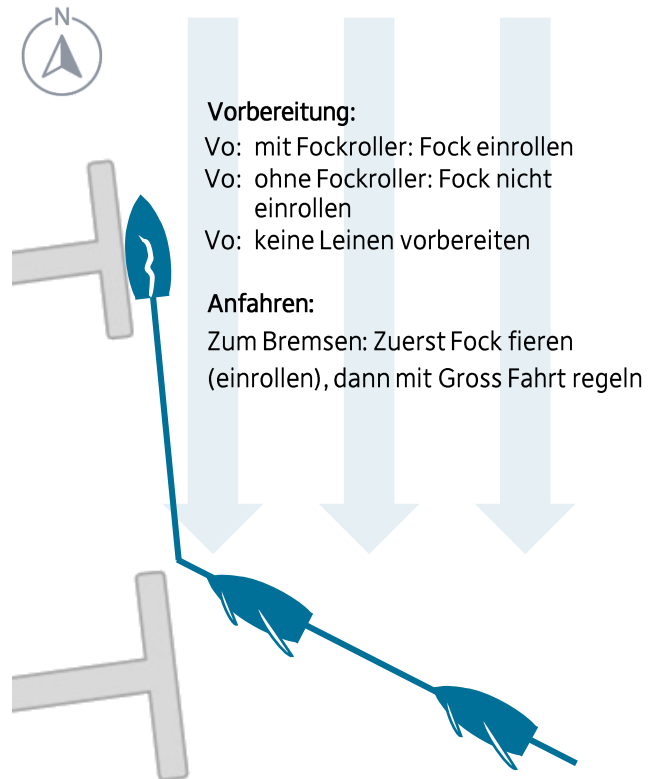 N
Vorbereitung:
Vo: mit Fockroller: Fock einrollen
Vo: ohne Fockroller: Fock nicht
einrollen
Vo: keine Leinen vorbereiten
Anfahren:
Zum Bremsen: Zuerst Fock fieren
(einrollen), dann mit Gross Fahrt regeln